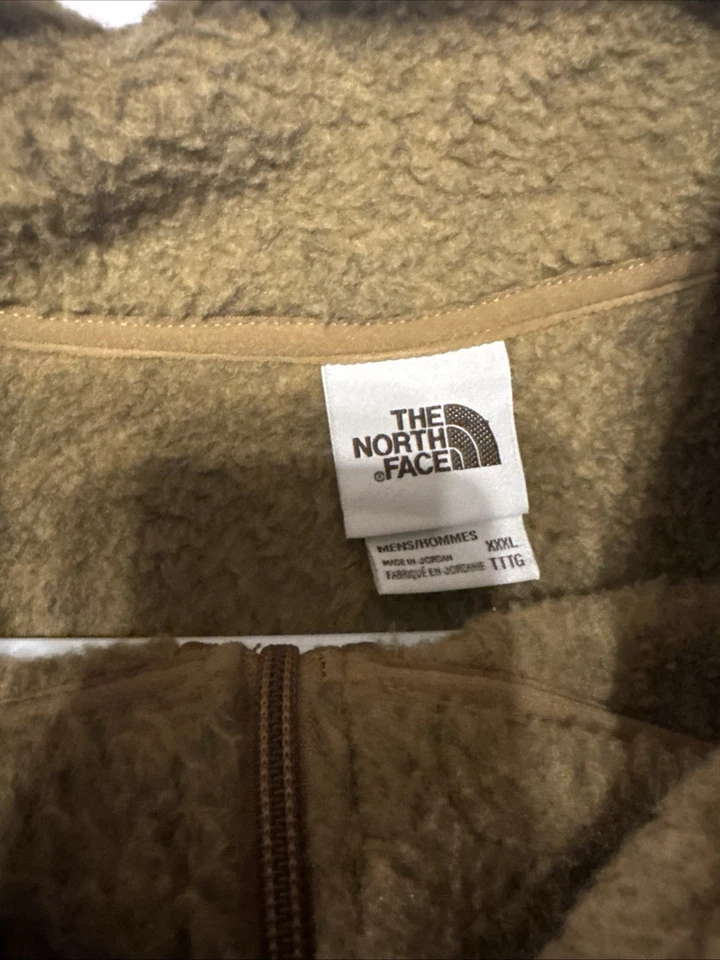 THE
NORTH
®FACE
MENS/HOMMES XXXL
MADE IN JORDAN
FABRIQUÉ EN JORDANIE TTTG